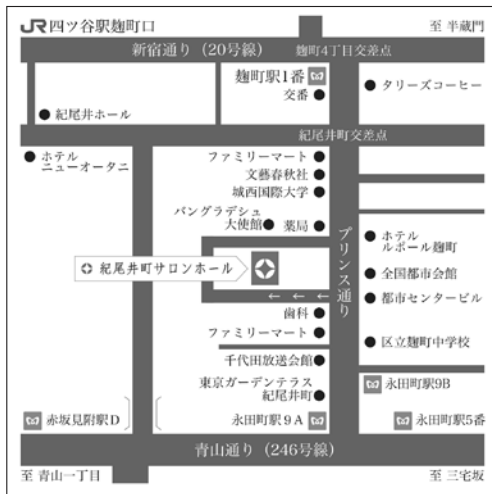 JR四ツ谷駅麹町口
至 半蔵門
新宿通り（20号線）
麹町4丁目交差点
麹町駅1番
交番
タリーズコーヒー
紀尾井ホール
紀尾井町交差点
ホテル
ニューオータニ
ファミリーマート
文藝春秋社
城西国際大学
バングラデシュ
大使館
薬局
プリンス通り
ホテル
ルポール麹町
紀尾井町サロンホール
全国都市会館
← ← ←
都市センタービル
歯科
ファミリーマート
区立麹町中学校
千代田放送会館
東京ガーデンテラス
紀尾井町
永田町駅9B
赤坂見附駅D
永田町駅9A
永田町駅5番
青山通り（246号線）
至 青山一丁目
至 三宅坂